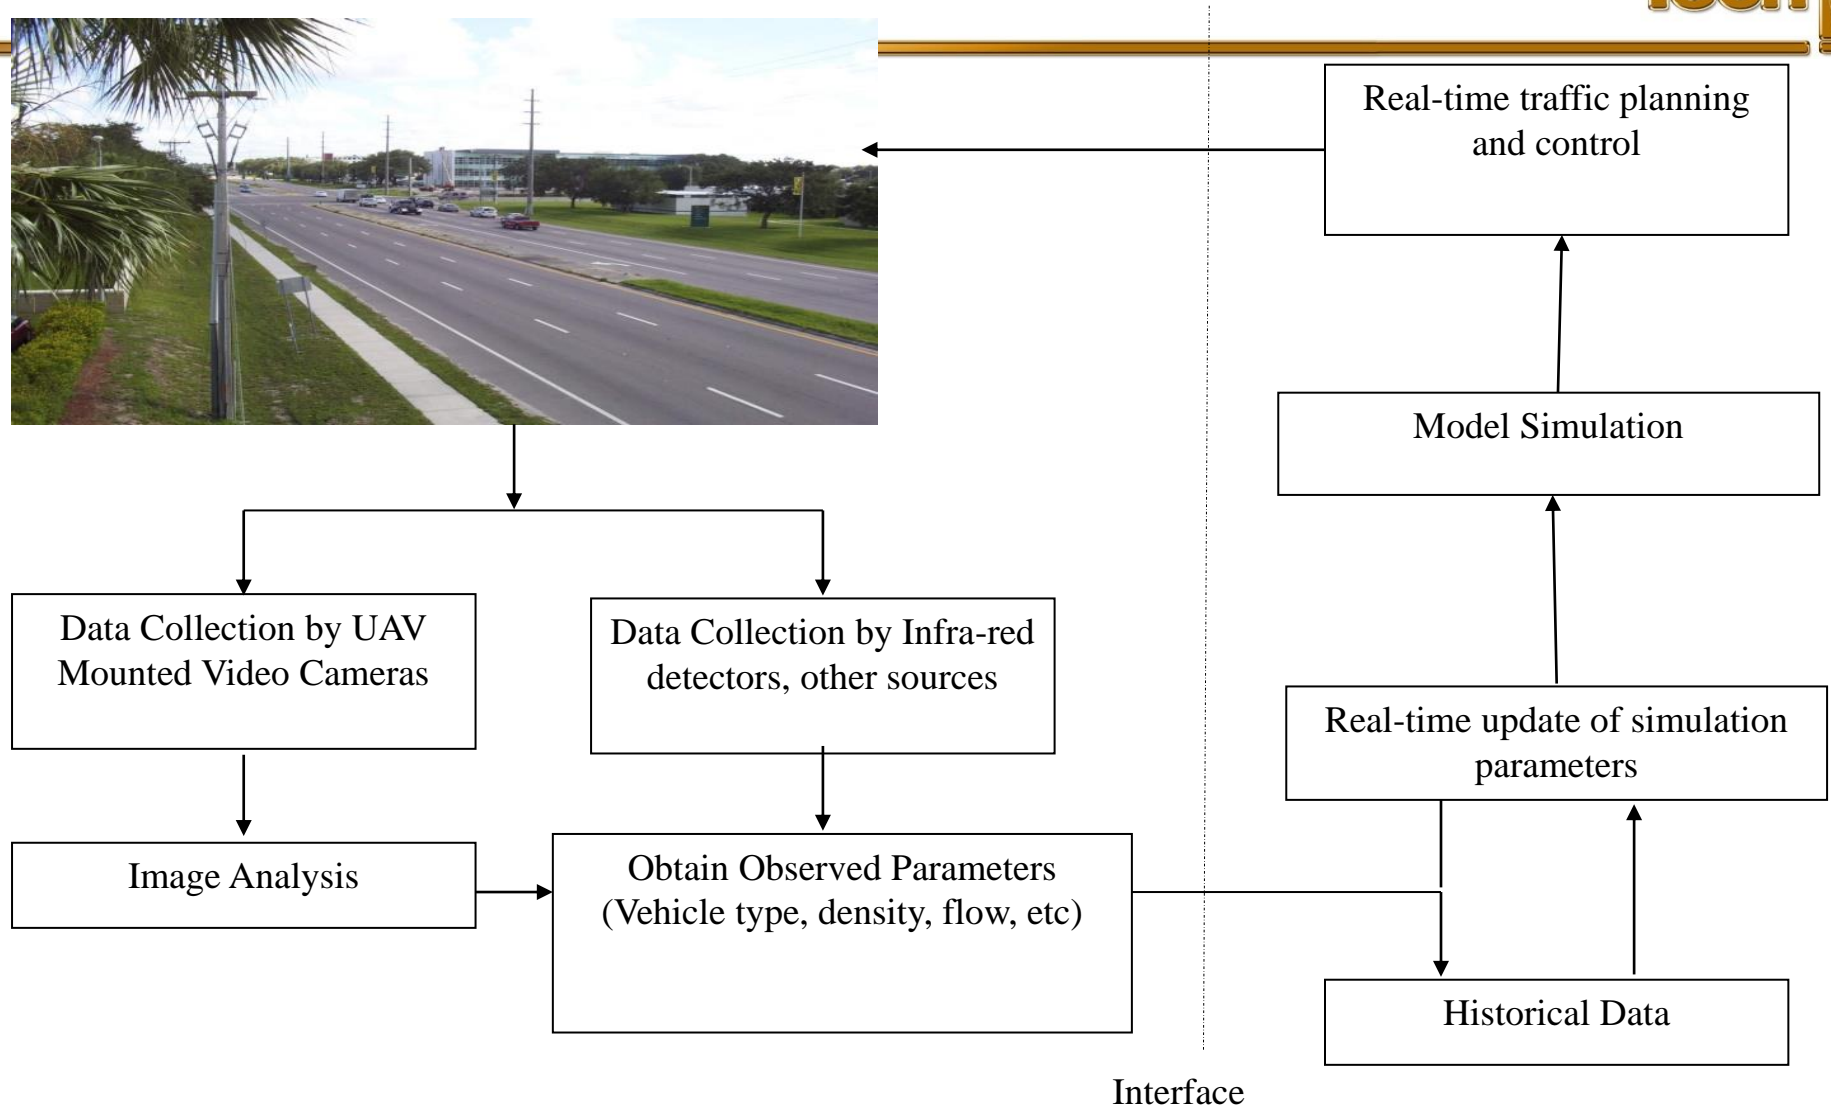 Real-time traffic planning
and control
Model Simulation
Data Collection by UAV
Mounted Video Cameras
Data Collection by Infra-red
detectors, other sources
Real-time update of simulation
parameters
Image Analysis
Obtain Observed Parameters
(Vehicle type, density, flow, etc)
Historical Data
Interface